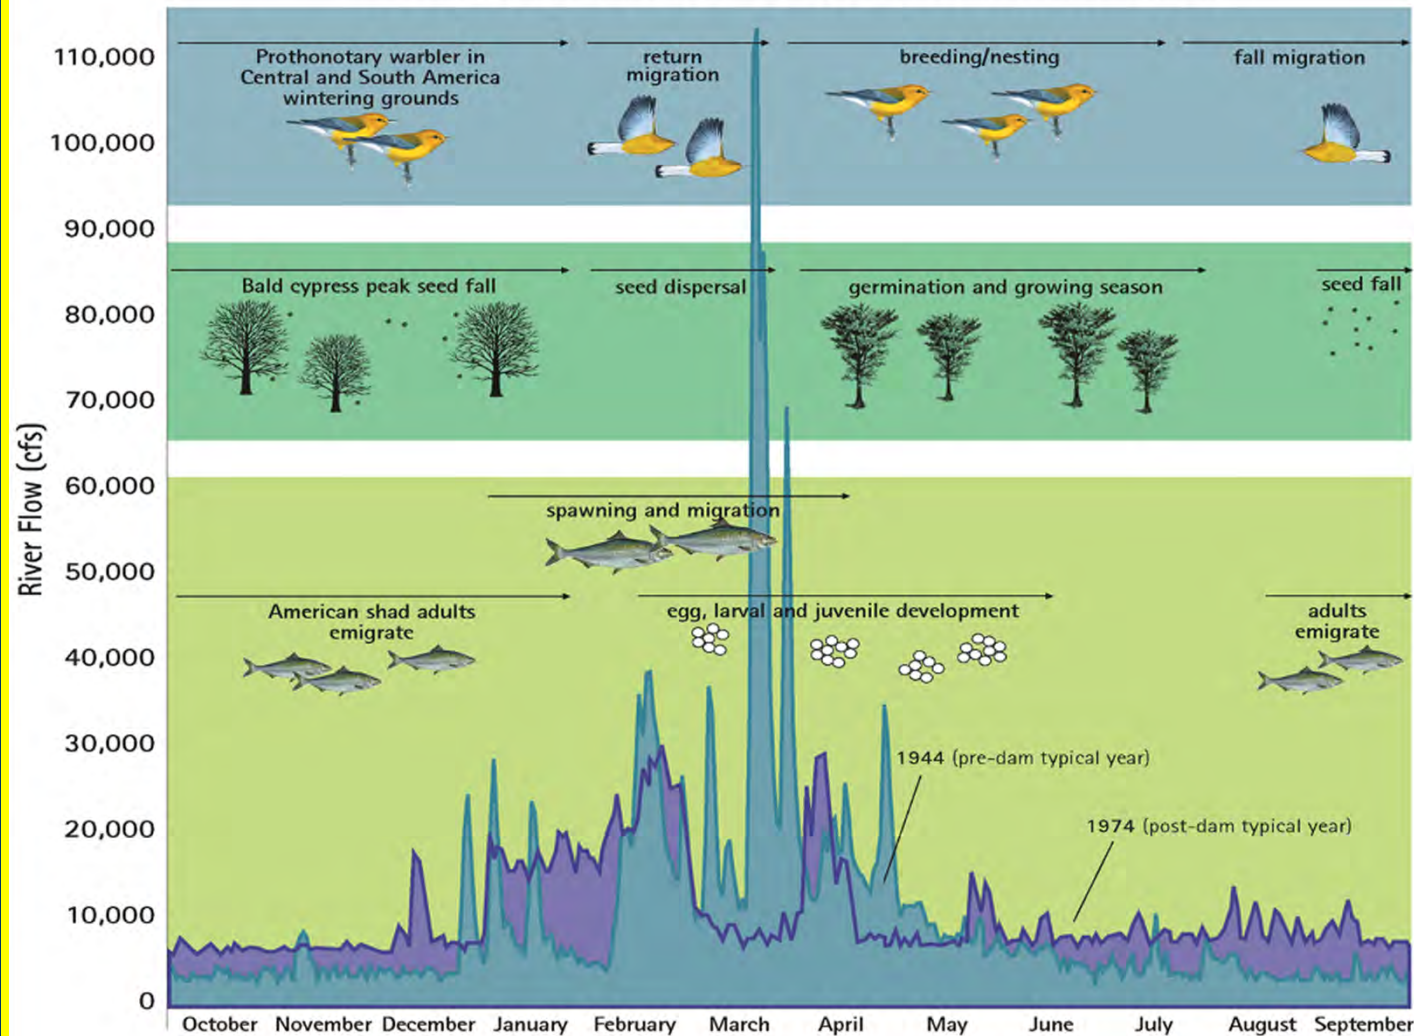 River Flow (cfs)
110,000
100,000
90,000
80,000
70,000
60,000
50,000
40,000
30,000
20,000
10,000
0
Prothonotary warbler in
Central and South America
wintering grounds
return
migration
breeding/nesting
fall migration
Bald cypress peak seed fall
seed dispersal
germination and growing season
seed fall
spawning and migration
American shad adults
emigrate
egg, larval and juvenile development
adults
emigrate
1944 (pre-dam typical year)
1974 (post-dam typical year)
October November December January February March April May June July August September